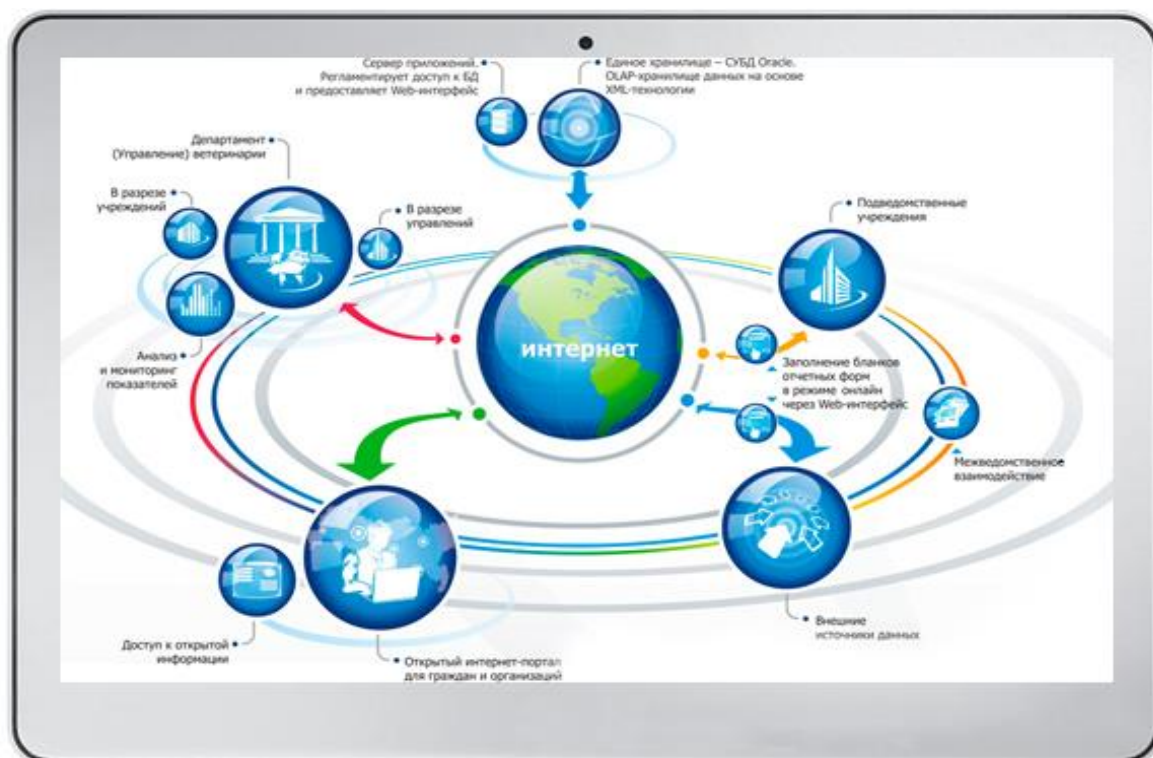 Сервер приложений.
Регламентирует доступ к БД
и предоставляет Web-интерфейс
Единое хранилище – СУБД Oracle.
OLAP-хранилище данных на основе
XML-технологии
Департамент
(Управление) ветеринарии
В разрезе
учреждений
В разрезе
управлений
Подведомственные
учреждения
интернет
Анализ
и мониторинг
показателей
Заполнение бланков
отчетных форм
в режиме онлайн
через Web-интерфейс
Межведомственное
взаимодействие
Внешние
источники данных
Доступ к открытой
информации
Открытый интернет-портал
для граждан и организаций